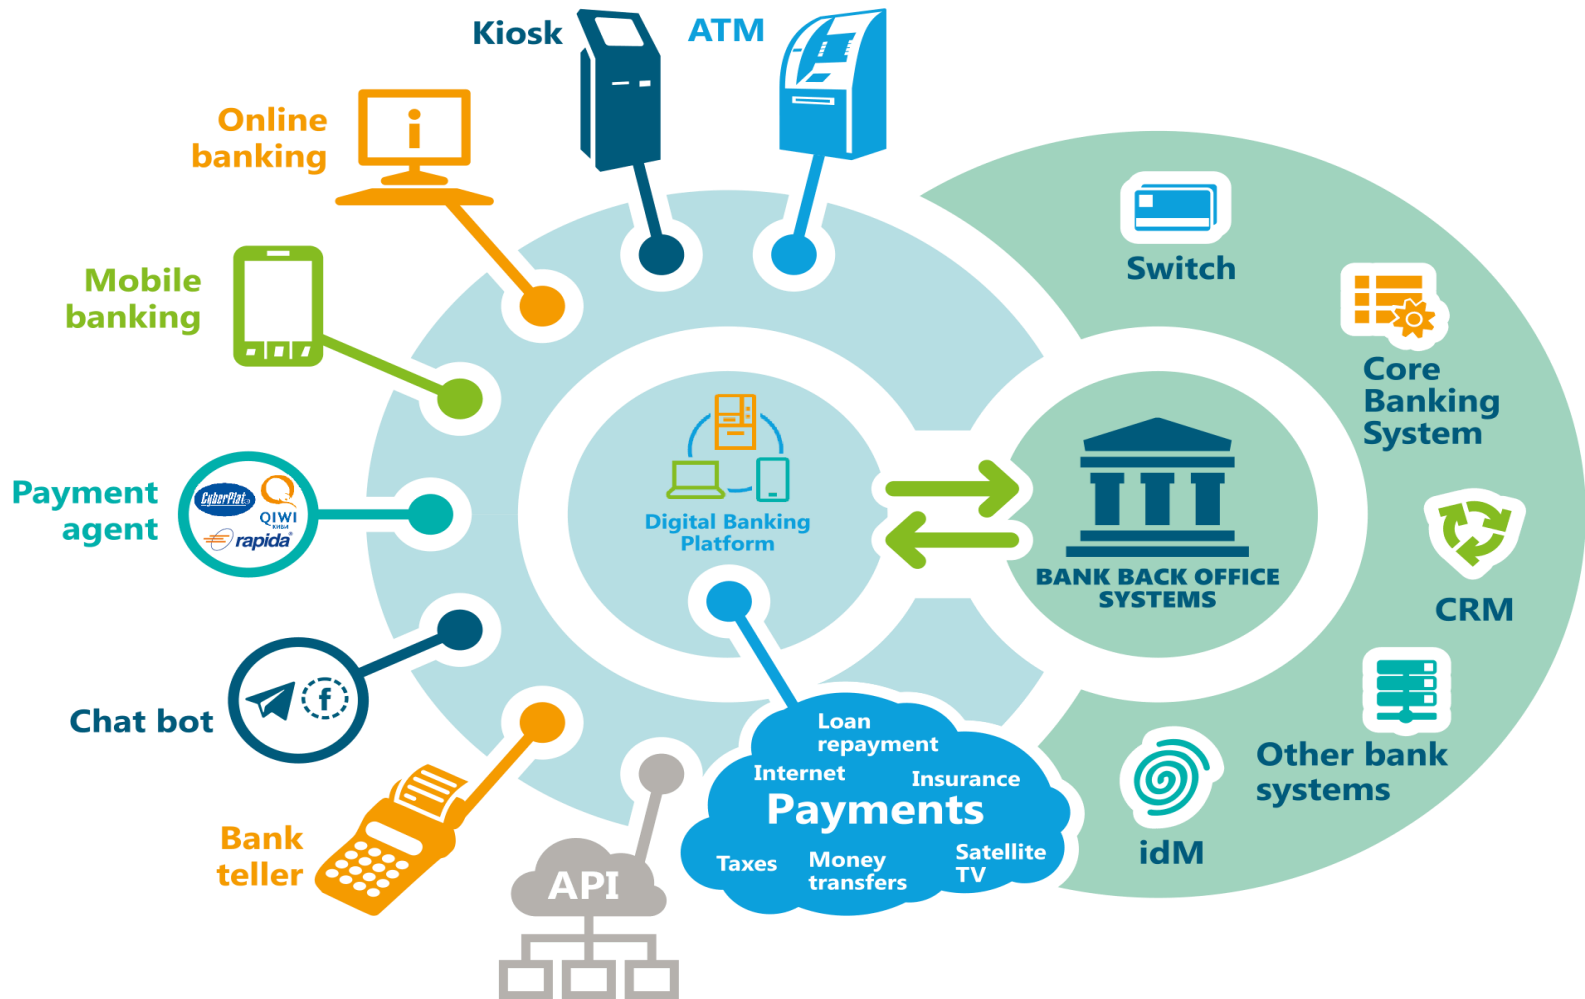 Kiosk
ATM
Online
banking
i
Mobile
banking
Payment
agent
CyberPlat
QIWI
КИВИ
rapida
Chat bot
f
Bank
teller
API
Digital Banking
Platform
Loan
repayment
Internet
Insurance
Payments
Taxes
Money
transfers
Satellite
TV
BANK BACK OFFICE
SYSTEMS
Switch
Core
Banking
System
CRM
Other bank
systems
idM